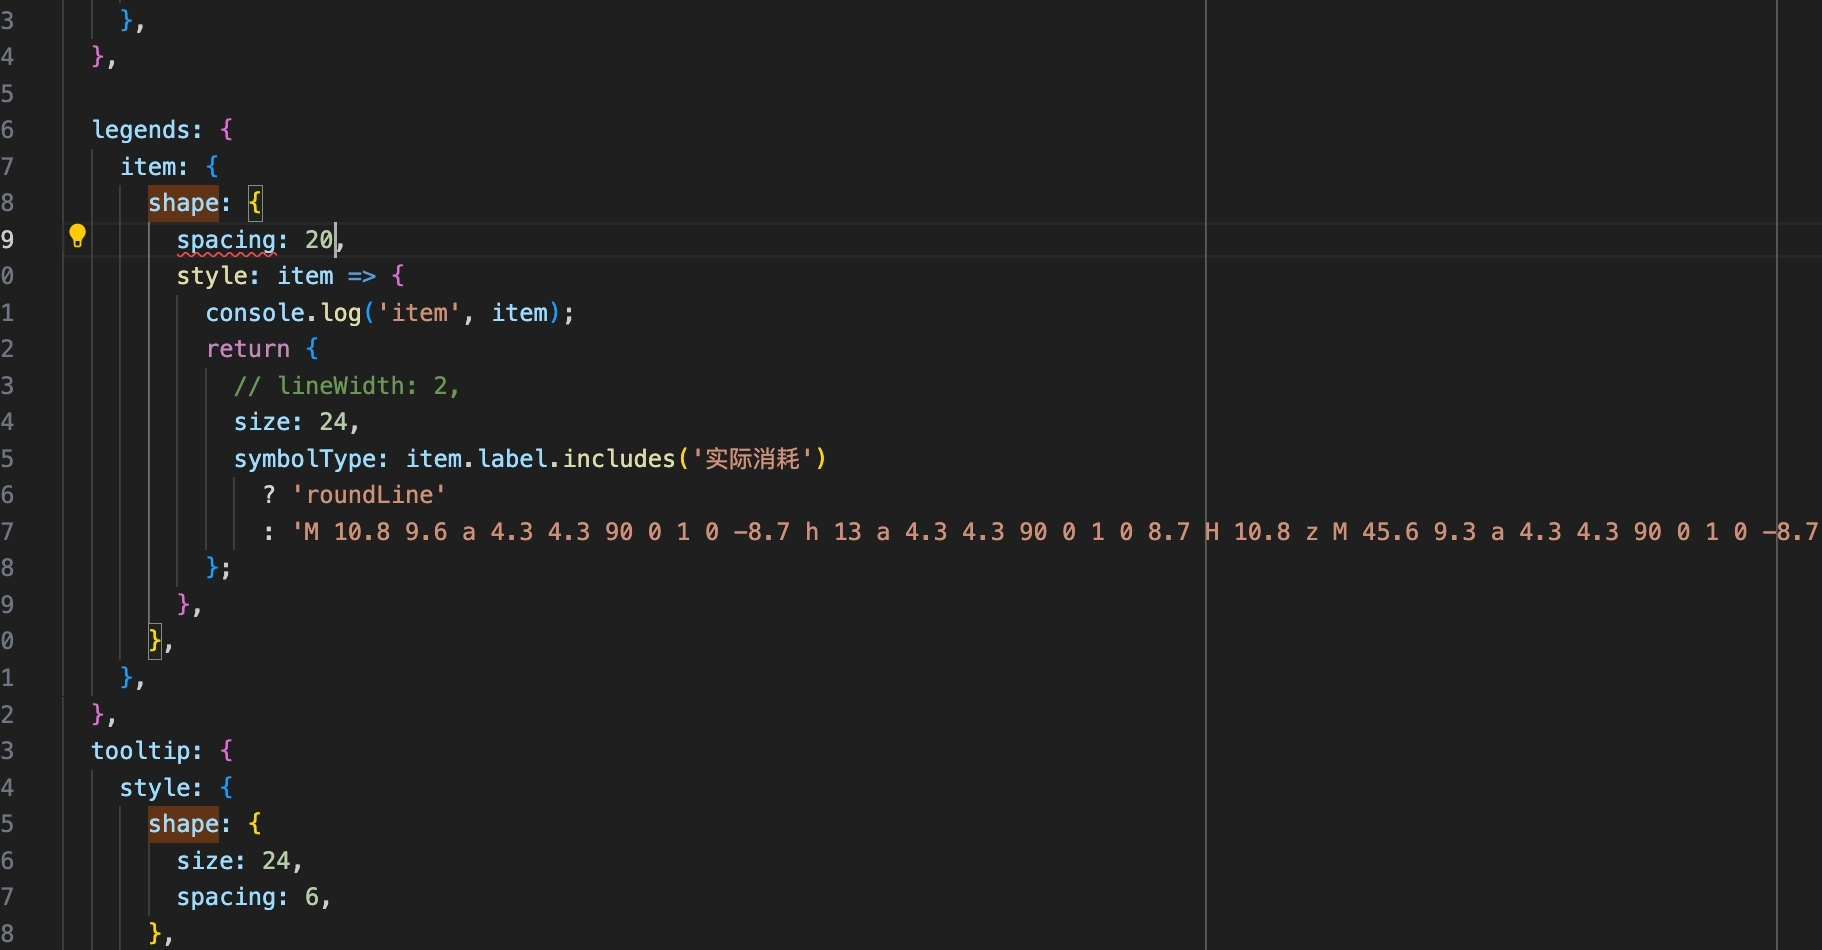 3 },
4 },
5
6 legends: {
7 item: {
8 shape: {
9 spacing: 20,
0 style: item => {
1 console.log('item', item);
2 return {
3 // lineWidth: 2,
4 size: 24,
5 symbolType: item.label.includes('实际消耗')
6 ? 'roundLine'
7 : 'M 10.8 9.6 a 4.3 4.3 90 0 1 0 -8.7 h 13 a 4.3 4.3 90 0 1 0 8.7 H 10.8 z M 45.6 9.3 a 4.3 4.3 90 0 1 0 -8.7
8 };
9 },
0 },
1 },
2 },
3 tooltip: {
4 style: {
5 shape: {
6 size: 24,
7 spacing: 6,
8 },